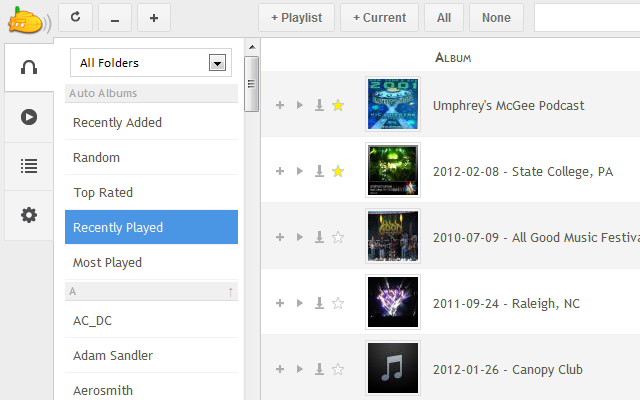 + Playlist
+ Current
All
None
All Folders
Auto Albums
Recently Added
Random
Top Rated
Recently Played
Most Played
A
AC_DC
Adam Sandler
Aerosmith
Album
2001
Umphrey's McGee Podcast
2012-02-08 - State College, PA
2010-07-09 - All Good Music Festiva
2011-09-24 - Raleigh, NC
2012-01-26 - Canopy Club